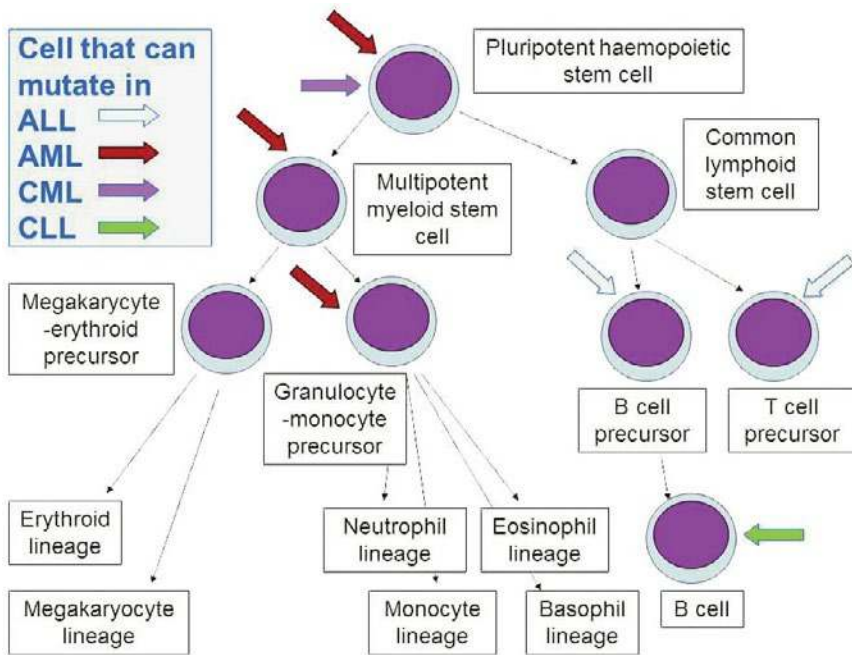 Cell that can
mutate in
ALL
AML
CML
CLL
Pluripotent haemopoietic
stem cell
Multipotent
myeloid stem
cell
Common
lymphoid
stem cell
Megakarycyte
-erythroid
precursor
Granulocyte
-monocyte
precursor
B cell
precursor
T cell
precursor
Erythroid
lineage
Neutrophil
lineage
Eosinophil
lineage
Megakaryocyte
lineage
Monocyte
lineage
Basophil
lineage
B cell